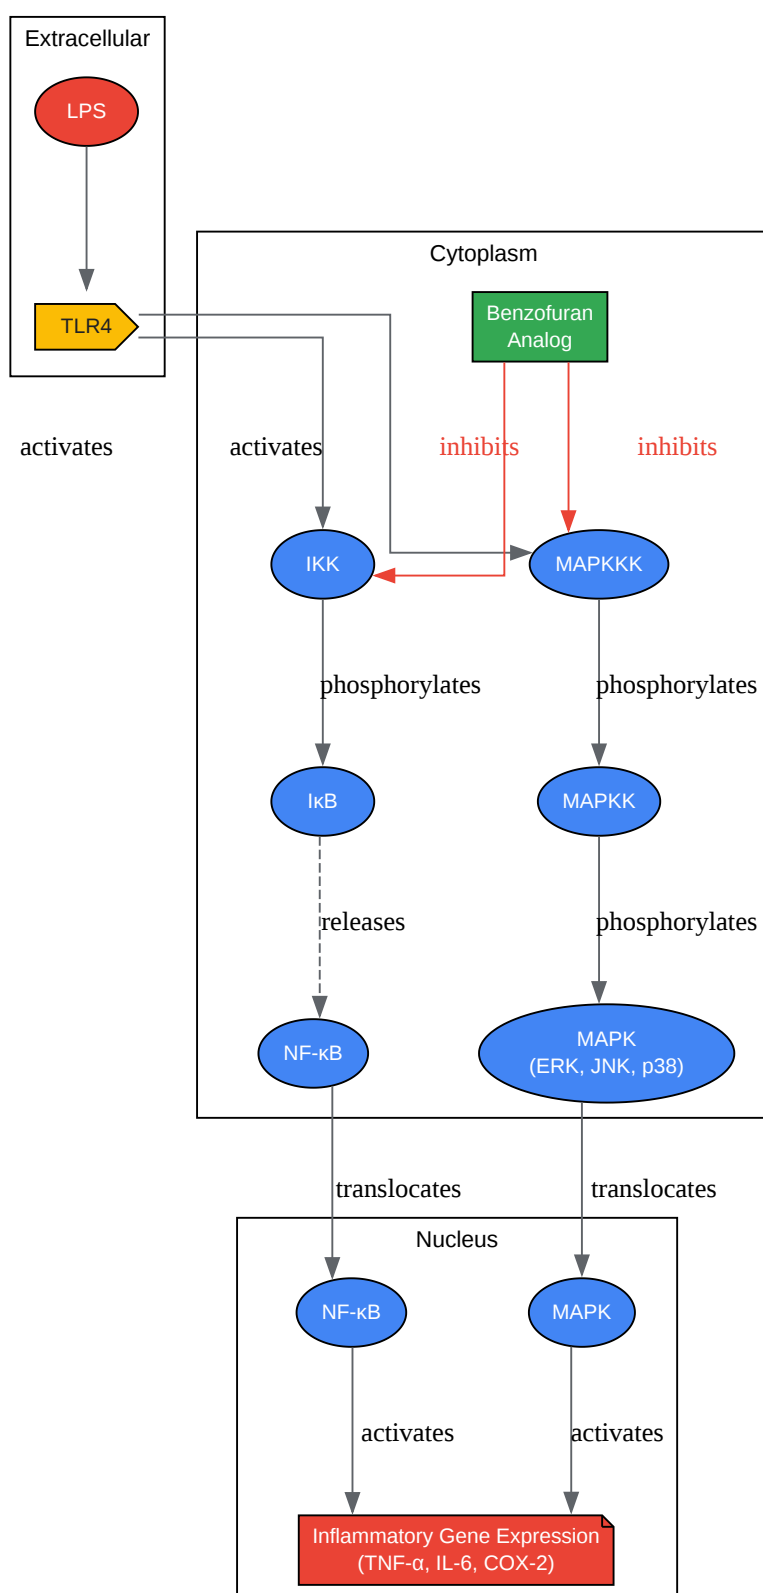 Extracellular
LPS
TLR4
Cytoplasm
Benzofuran
Analog
activates
activates
inhibits
inhibits
IKK
MAPKKK
phosphorylates
phosphorylates
IκB
MAPKK
releases
phosphorylates
NF-κB
MAPK
(ERK, JNK, p38)
translocates
translocates
Nucleus
NF-κB
MAPK
activates
activates
Inflammatory Gene Expression
(TNF-α, IL-6, COX-2)